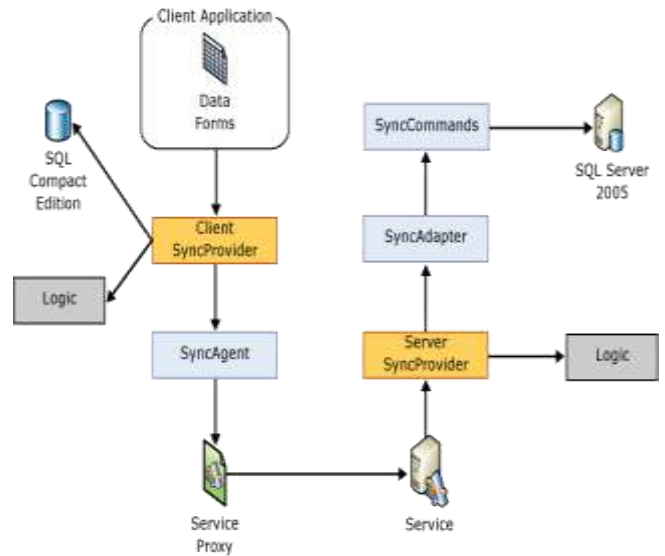 Client Application
Data
Forms
SQL
Compact
Edition
Client
SyncProvider
Logic
SyncAgent
Service
Proxy
SyncCommands
SQL Server
2005
SyncAdapter
Server
SyncProvider
Logic
Service